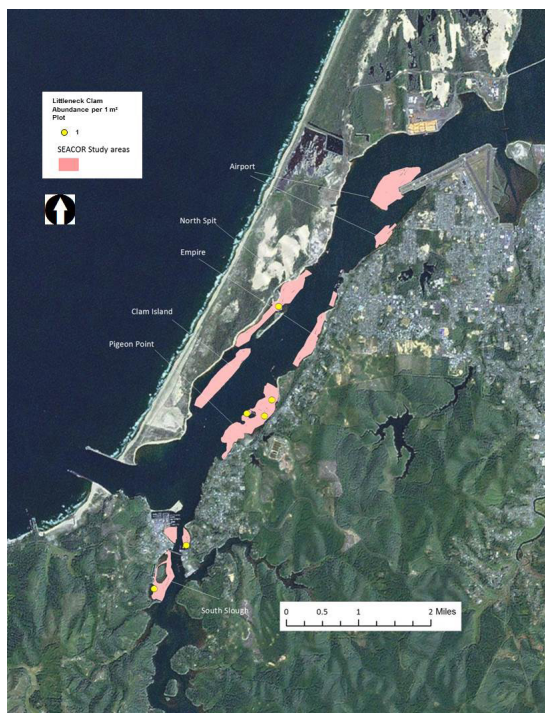 Littleneck Clam
Abundance per 1 m²
Plot
1
SEACOR Study areas
Airport
North Spit
Empire
Clam Island
Pigeon Point
South Slough
0 0.5 1 2 Miles